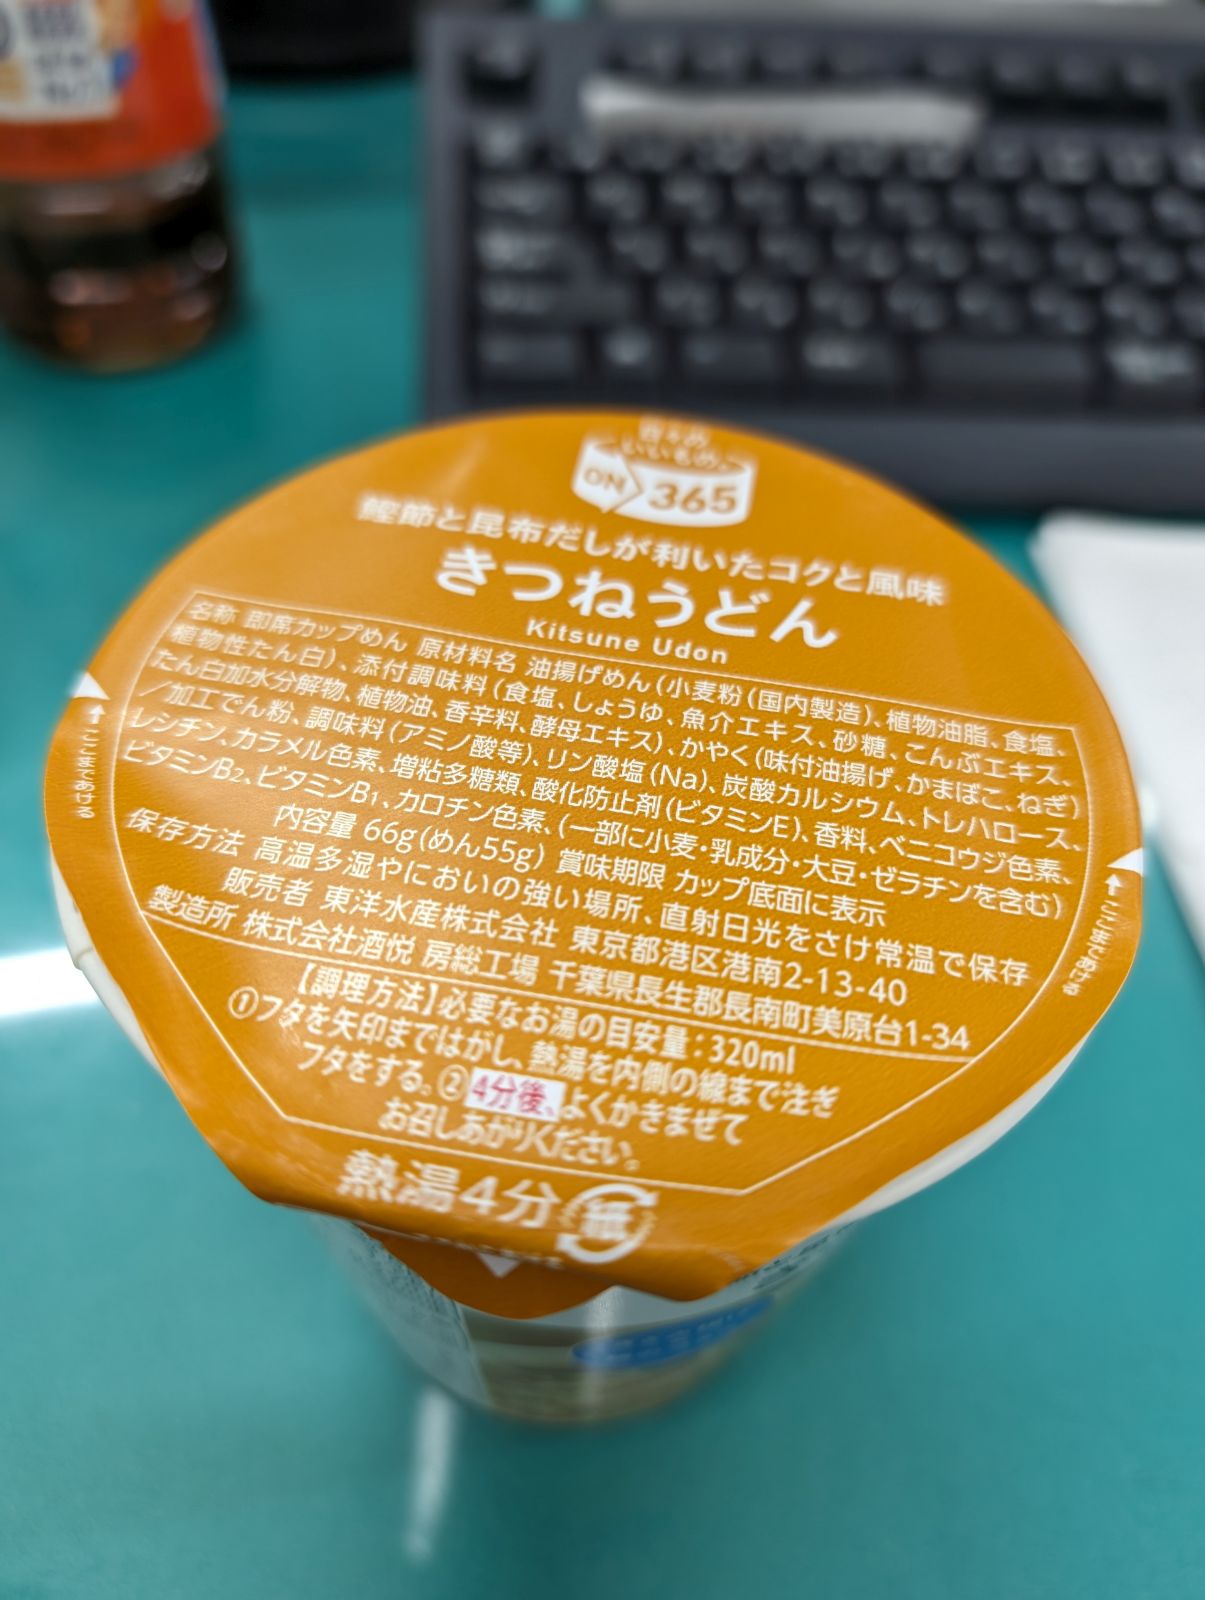 日々の、
いいもの。
ON 365
鰹節と昆布だしが利いたコクと風味
きつねうどん
Kitsune Udon
名称 即席カップめん 原材料名 油揚げめん(小麦粉(国内製造)、植物油脂、食塩、
植物性たん白)、添付調味料(食塩、しょうゆ、魚介エキス、砂糖、こんぶエキス、
たん白加水分解物、植物油、香辛料、酵母エキス)、かやく(味付油揚げ、かまぼこ、ねぎ)
/加工でん粉、調味料(アミノ酸等)、リン酸塩(Na)、炭酸カルシウム、トレハロース、
レシチン、カラメル色素、増粘多糖類、酸化防止剤(ビタミンE)、香料、ベニコウジ色素、
ビタミンB2、ビタミンB1、カロチン色素、(一部に小麦・乳成分・大豆・ゼラチンを含む)
内容量 66g(めん55g) 賞味期限 カップ底面に表示
保存方法 高温多湿やにおいの強い場所、直射日光をさけ常温で保存
販売者 東洋水産株式会社 東京都港区港南2-13-40
製造所 株式会社酒悦 房総工場 千葉県長生郡長南町美原台1-34
ここまであける
ここまであける
【調理方法】必要なお湯の目安量:320ml
①フタを矢印まではがし、熱湯を内側の線まで注ぎ
フタをする。②4分後、よくかきまぜて
お召しあがりください。
熱湯4分
紙